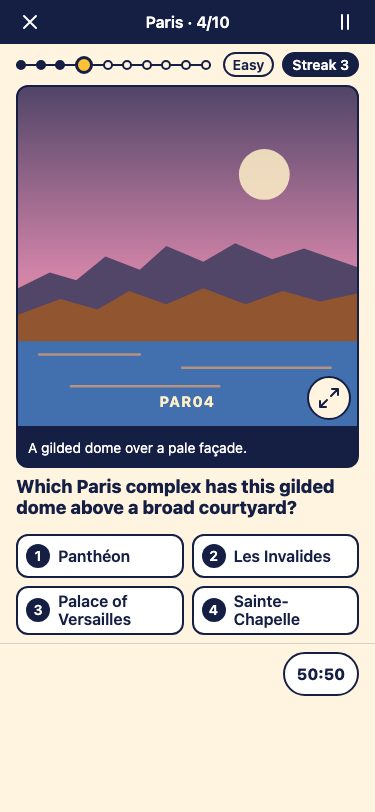 Paris · 4/10
Easy
Streak 3
PAR04
A gilded dome over a pale façade.
Which Paris complex has this gilded
dome above a broad courtyard?
1 Panthéon
2 Les Invalides
3 Palace of
Versailles
4 Sainte-
Chapelle
50:50